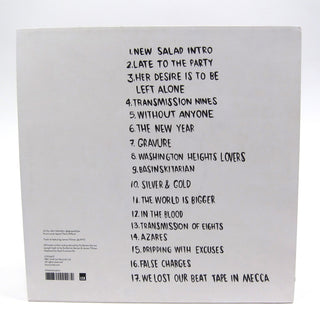 1. NEW SALAD INTRO
2. LATE TO THE PARTY
3. HER DESIRE IS TO BE
LEFT ALONE
4. TRANSMISSION NINES
5. WITHOUT ANYONE
6. THE NEW YEAR
7. GRAVURE
8. WASHINGTON HEIGHTS LOVERS
9. BASINSKITARIAN
10. SILVER & COLD
11. THE WORLD IS BIGGER
12. IN THE BLOOD
13. TRANSMISSION OF EIGHTS
14. AZARES
15. DRIPPING WITH EXCUSES
16. FALSE CHARGES
17. WE LOST OUR BEAT TAPE IN MECCA